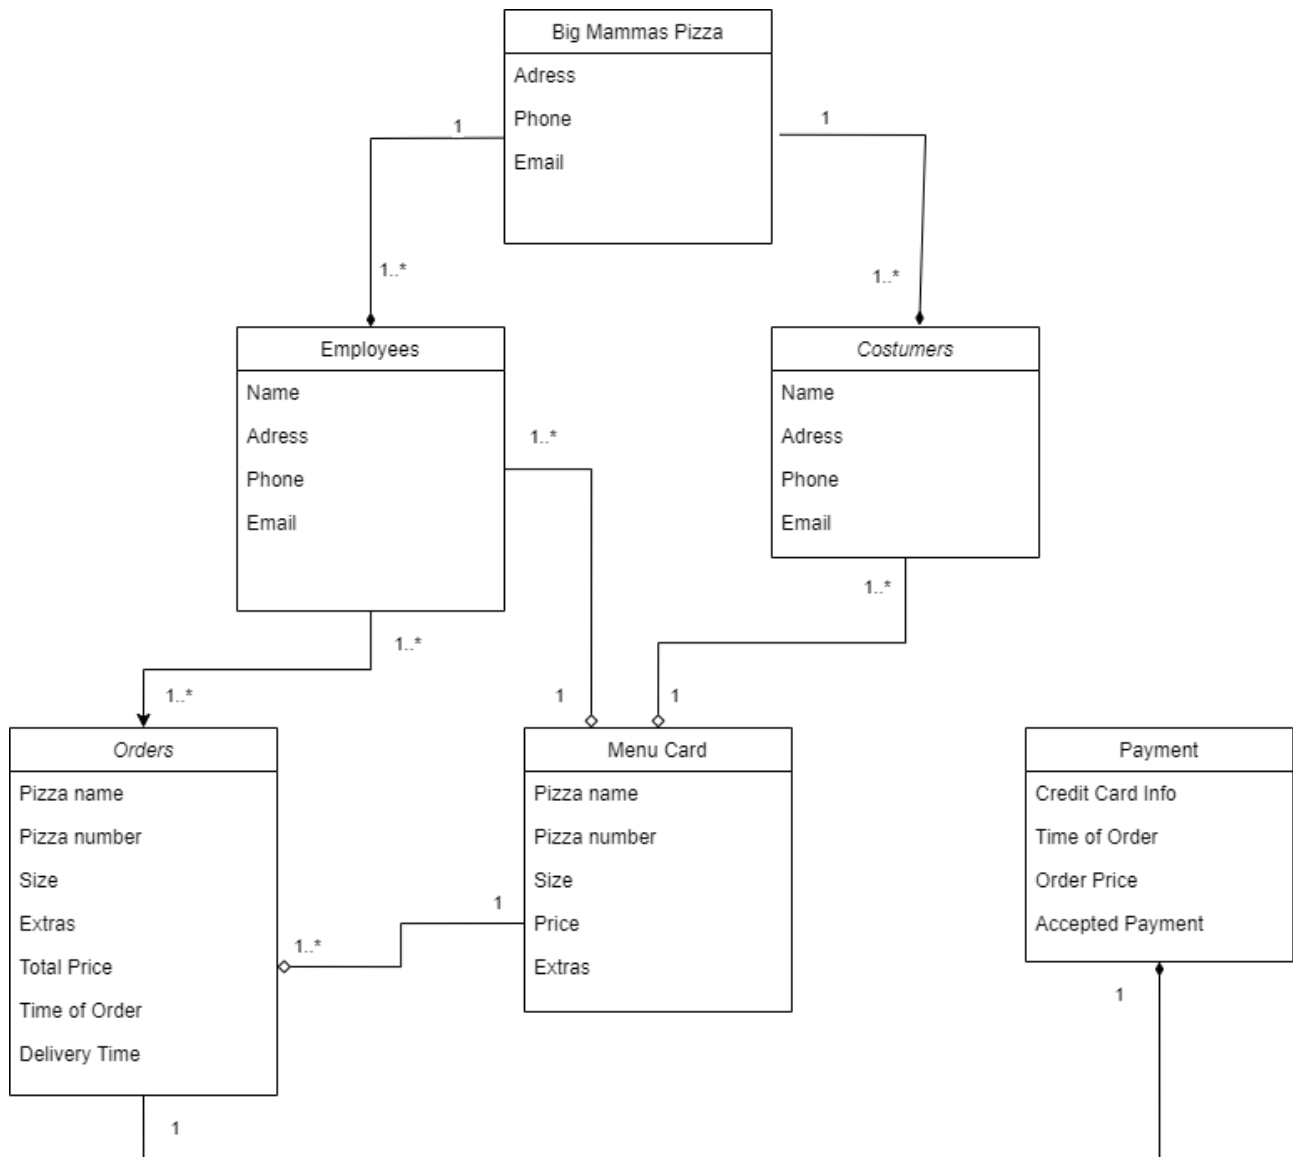 Big Mammas Pizza
Adress
Phone
Email
1
1
1..*
1..*
Employees
Name
Adress
Phone
Email
Costumers
Name
Adress
Phone
Email
1..*
1..*
1..*
1..*
1
1
Orders
Pizza name
Pizza number
Size
Extras
Total Price
Time of Order
Delivery Time
Menu Card
Pizza name
Pizza number
Size
Price
Extras
Payment
Credit Card Info
Time of Order
Order Price
Accepted Payment
1
1..*
1
1